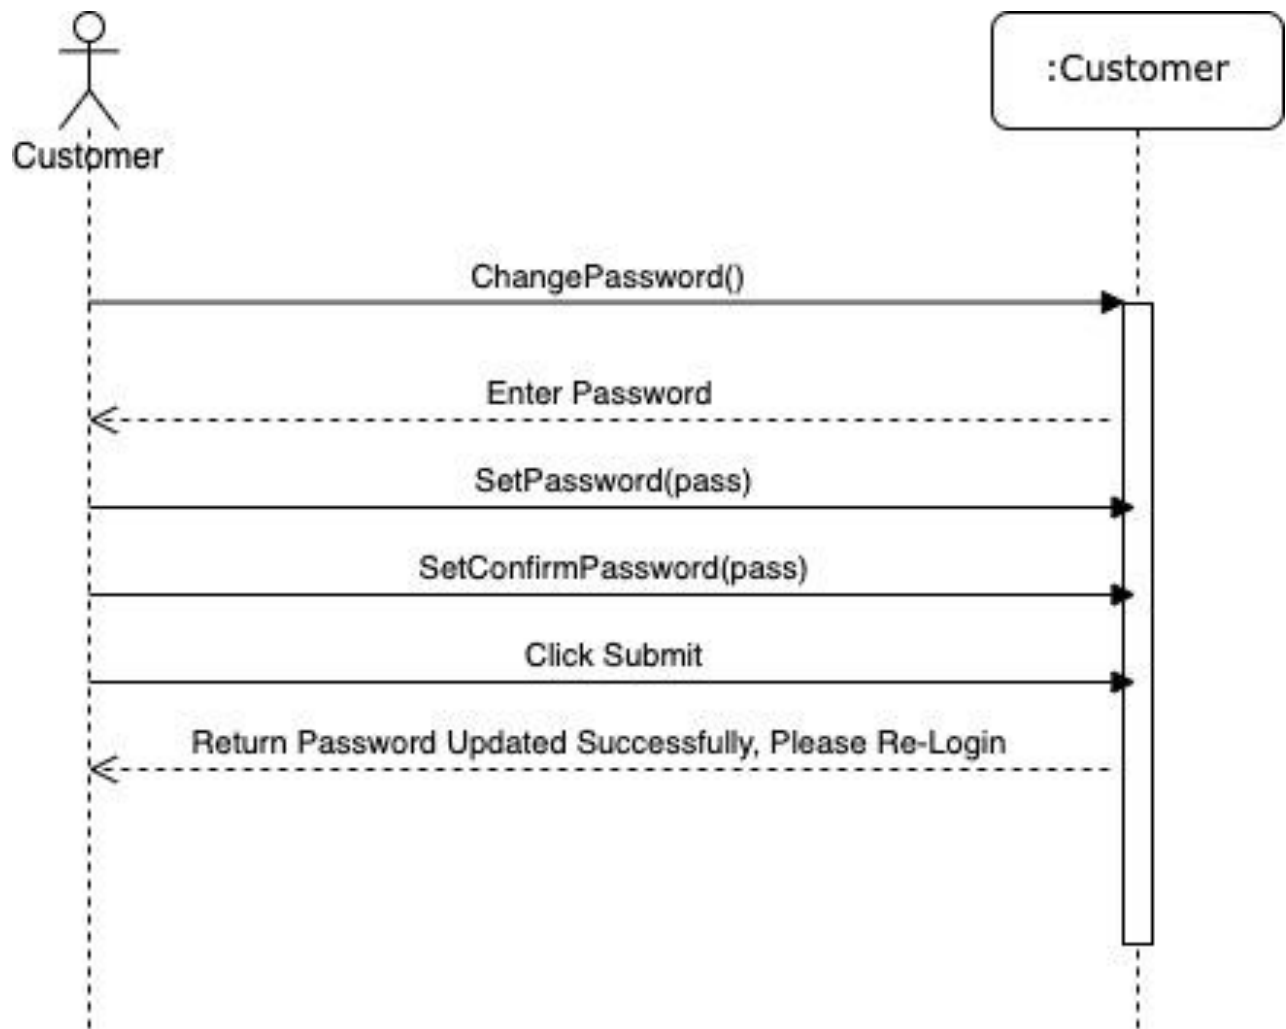 :Customer
Customer
ChangePassword()
Enter Password
SetPassword(pass)
SetConfirmPassword(pass)
Click Submit
Return Password Updated Successfully, Please Re-Login